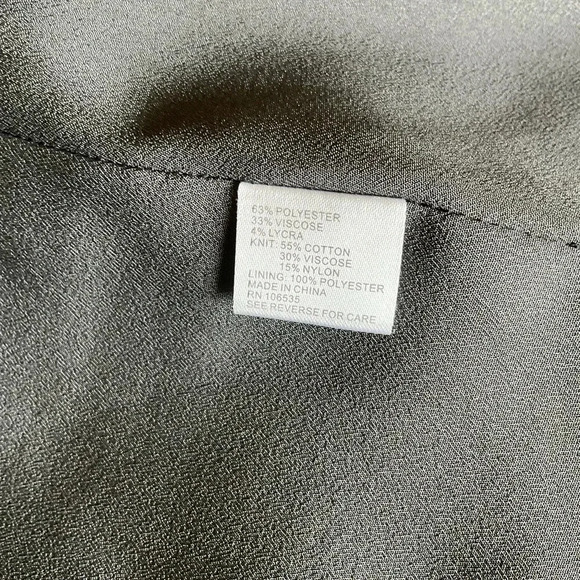 63% POLYESTER
33% VISCOSE
4% LYCRA
KNIT: 55% COTTON
30% VISCOSE
15% NYLON
LINING: 100% POLYESTER
MADE IN CHINA
RN 106535
SEE REVERSE FOR CARE